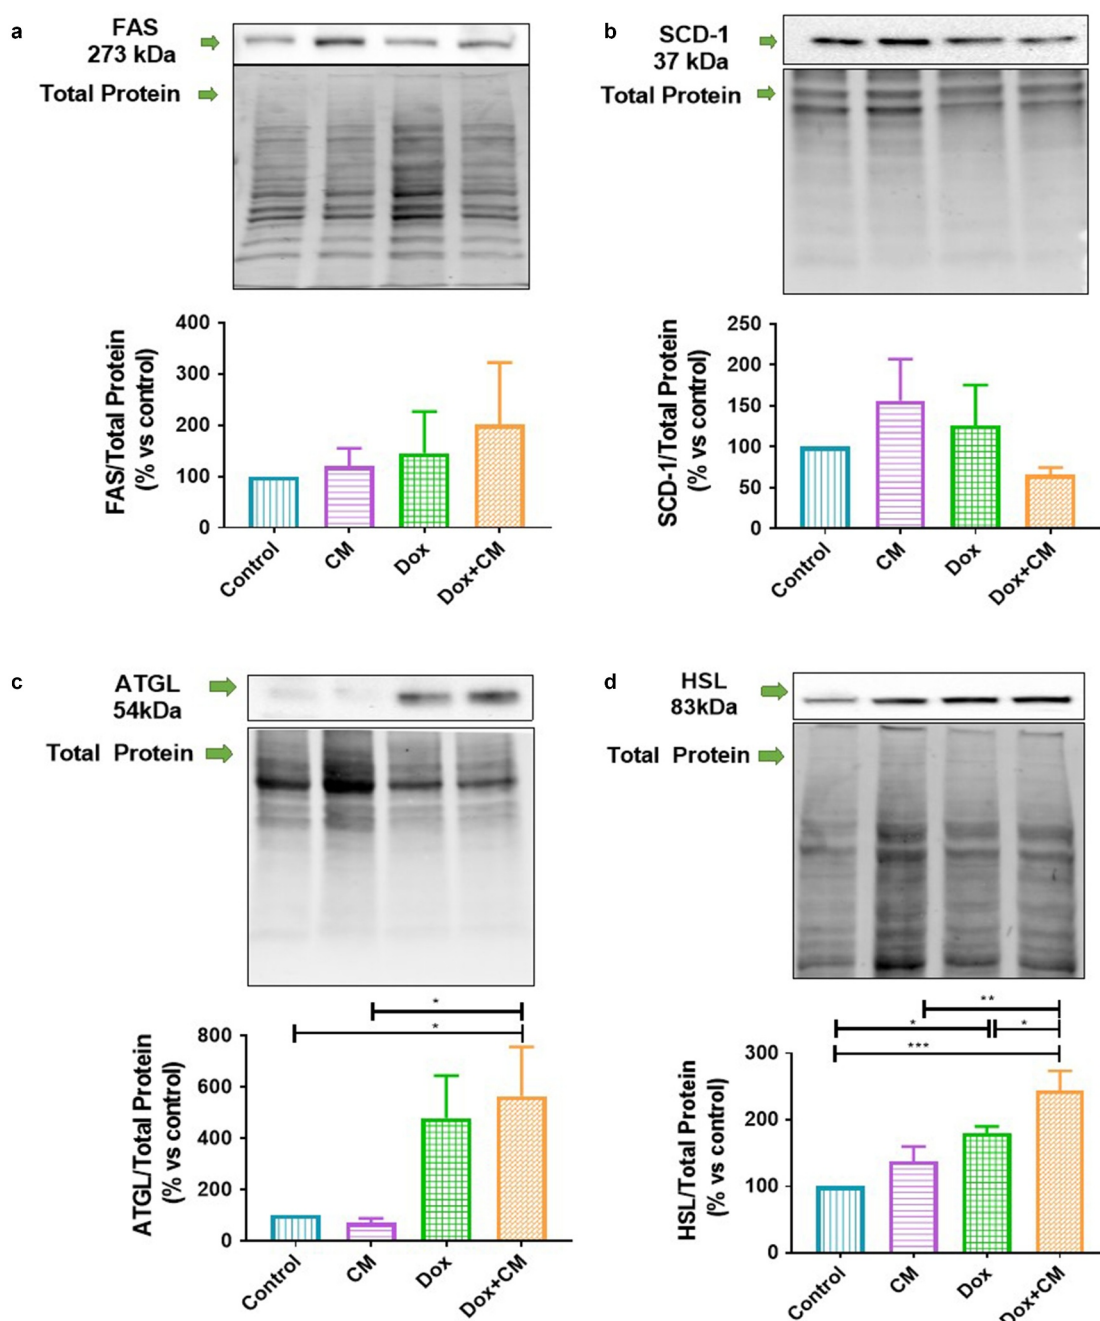 a
FAS
273 kDa
Total Protein
FAS/Total Protein
(% vs control)
400
300
200
100
0
Control
CM
Dox
Dox+CM
b
SCD-1
37 kDa
Total Protein
SCD-1/Total Protein
(% vs control)
250
200
150
100
50
0
Control
CM
Dox
Dox+CM
c
ATGL
54kDa
Total Protein
*
*
ATGL/Total Protein
(% vs control)
800
600
400
200
0
Control
CM
Dox
Dox+CM
d
HSL
83kDa
Total Protein
**
* *
***
HSL/Total Protein
(% vs control)
300
200
100
0
Control
CM
Dox
Dox+CM